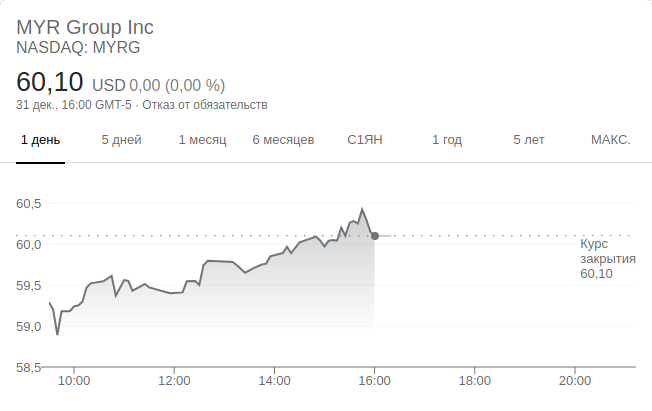 MYR Group Inc
NASDAQ: MYRG
60,10 USD 0,00 (0,00 %)
31 дек., 16:00 GMT-5 · Отказ от обязательств
1 день 5 дней 1 месяц 6 месяцев С1ЯН 1 год 5 лет МАКС.
60,5
60,0
59,5
59,0
58,5
Курс
закрытия
60,10
10:00 12:00 14:00 16:00 18:00 20:00